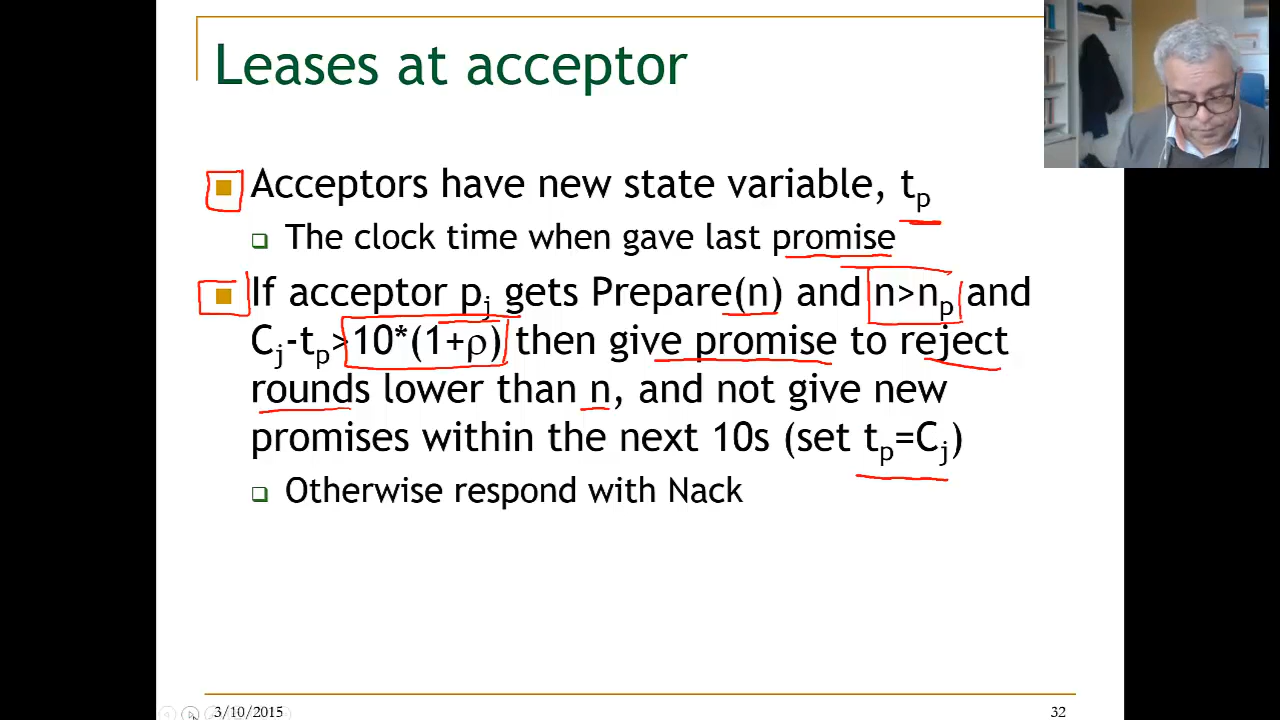 Leases at acceptor
Acceptors have new state variable, tp
The clock time when gave last promise
If acceptor pj gets Prepare(n) and n>np and
Cj-tp>10*(1+ρ) then give promise to reject
rounds lower than n, and not give new
promises within the next 10s (set tp=Cj)
Otherwise respond with Nack
3/10/2015
32